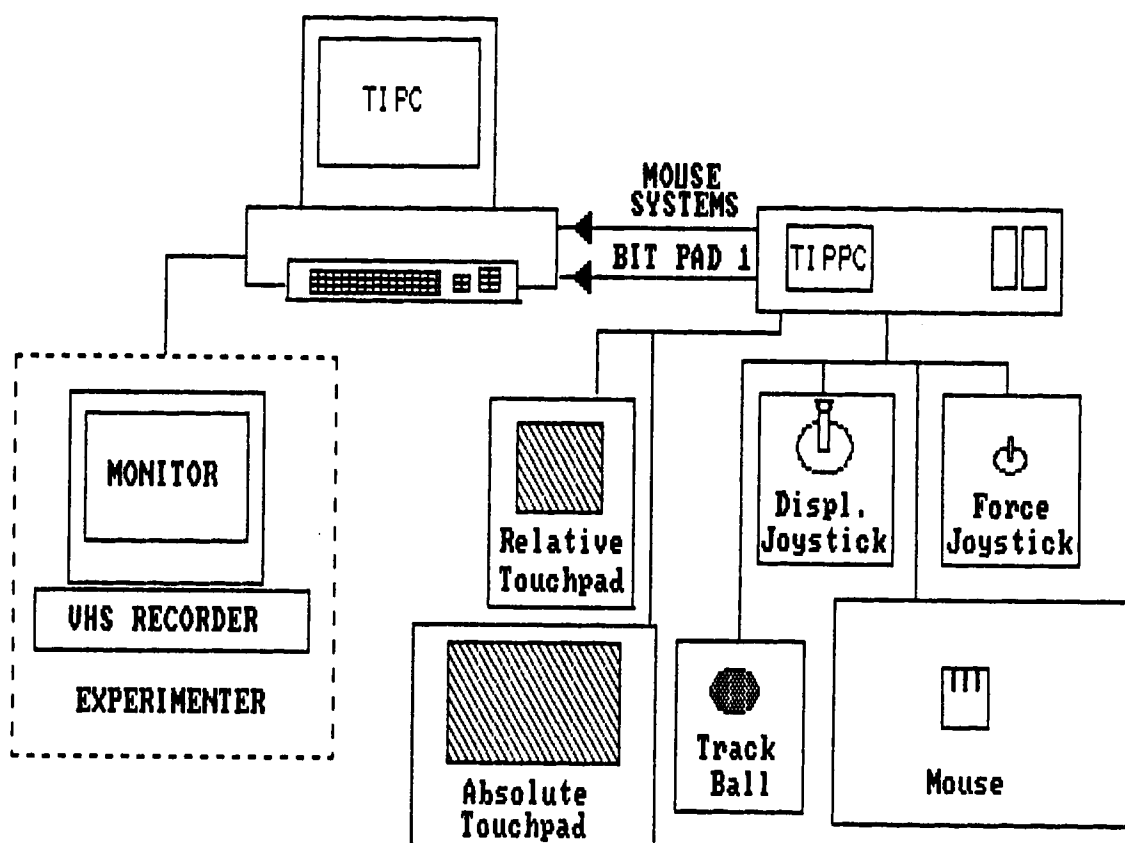 TIPC
MOUSE
SYSTEMS
BIT PAD 1
TIPPC
MONITOR
VHS RECORDER
EXPERIMENTER
Relative
Touchpad
Absolute
Touchpad
Displ.
Joystick
Force
Joystick
Track
Ball
Mouse